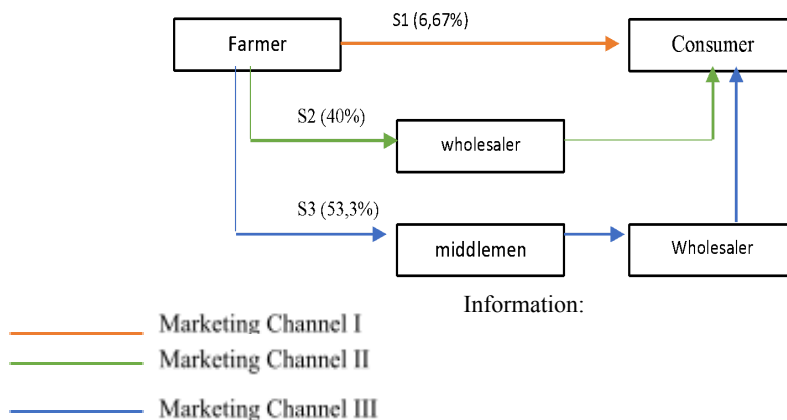 S1 (6,67%)
Farmer
Consumer
S2 (40%)
wholesaler
S3 (53,3%)
middlemen
Wholesaler
Information:
Marketing Channel I
Marketing Channel II
Marketing Channel III